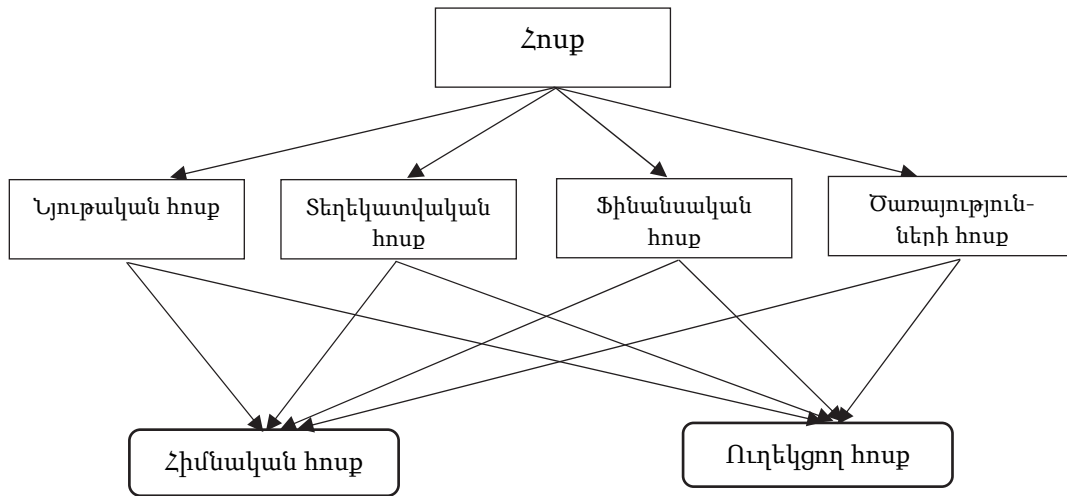 Հոսք
Նյութական հոսք
Տեղեկատվական
հոսք
Ֆինանսական
հոսք
Ծառայություն-
ների հոսք
Հիմնական հոսք
Ուղեկցող հոսք